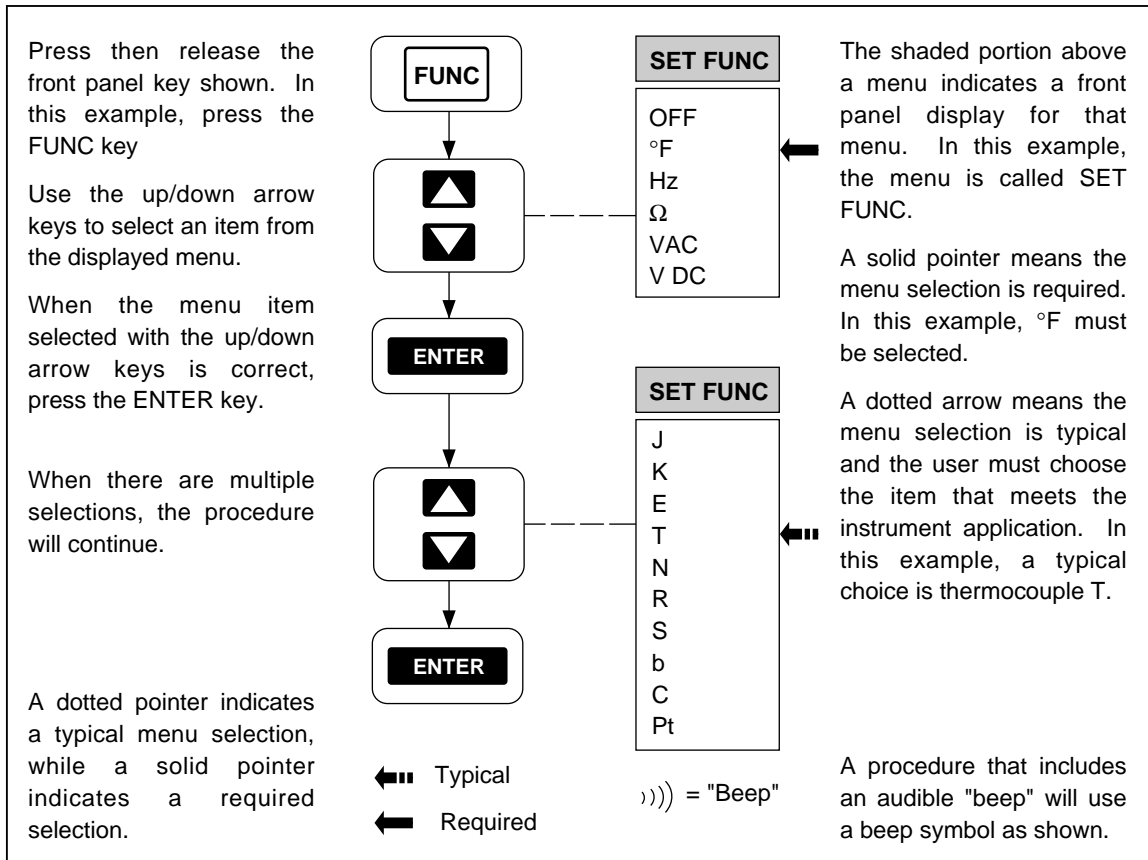 Press then release the
front panel key shown. In
this example, press the
FUNC key
Use the up/down arrow
keys to select an item from
the displayed menu.
When the menu item
selected with the up/down
arrow keys is correct,
press the ENTER key.
When there are multiple
selections, the procedure
will continue.
A dotted pointer indicates
a typical menu selection,
while a solid pointer
indicates a required
selection.
FUNC
ENTER
ENTER
Typical
Required
SET FUNC
OFF
°F
Hz
Ω
VAC
V DC
SET FUNC
J
K
E
T
N
R
S
b
C
Pt
= "Beep"
The shaded portion above
a menu indicates a front
panel display for that
menu. In this example,
the menu is called SET
FUNC.
A solid pointer means the
menu selection is required.
In this example, °F must
be selected.
A dotted arrow means the
menu selection is typical
and the user must choose
the item that meets the
instrument application. In
this example, a typical
choice is thermocouple T.
A procedure that includes
an audible "beep" will use
a beep symbol as shown.